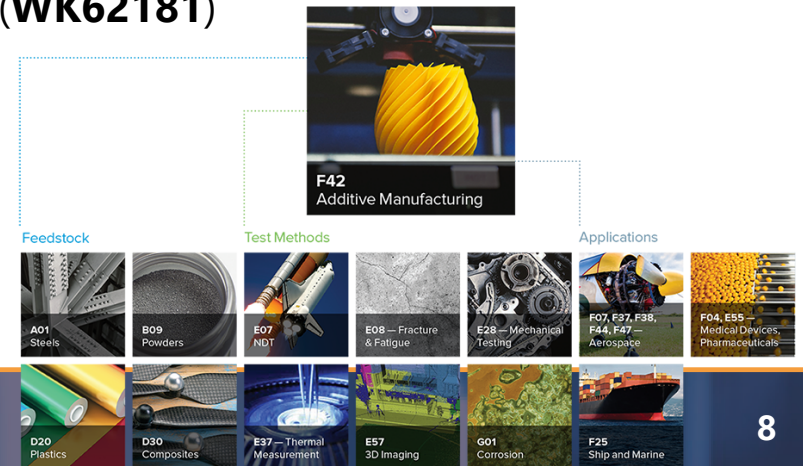 (WK62181)
F42
Additive Manufacturing
Feedstock
Test Methods
Applications
A01
Steels
B09
Powders
E07
NDT
E08 — Fracture
& Fatigue
E28 — Mechanical
Testing
F07, F37, F38,
F44, F47 —
Aerospace
F04, E55 —
Medical Devices,
Pharmaceuticals
D20
Plastics
D30
Composites
E37 — Thermal
Measurement
E57
3D Imaging
G01
Corrosion
F25
Ship and Marine
8